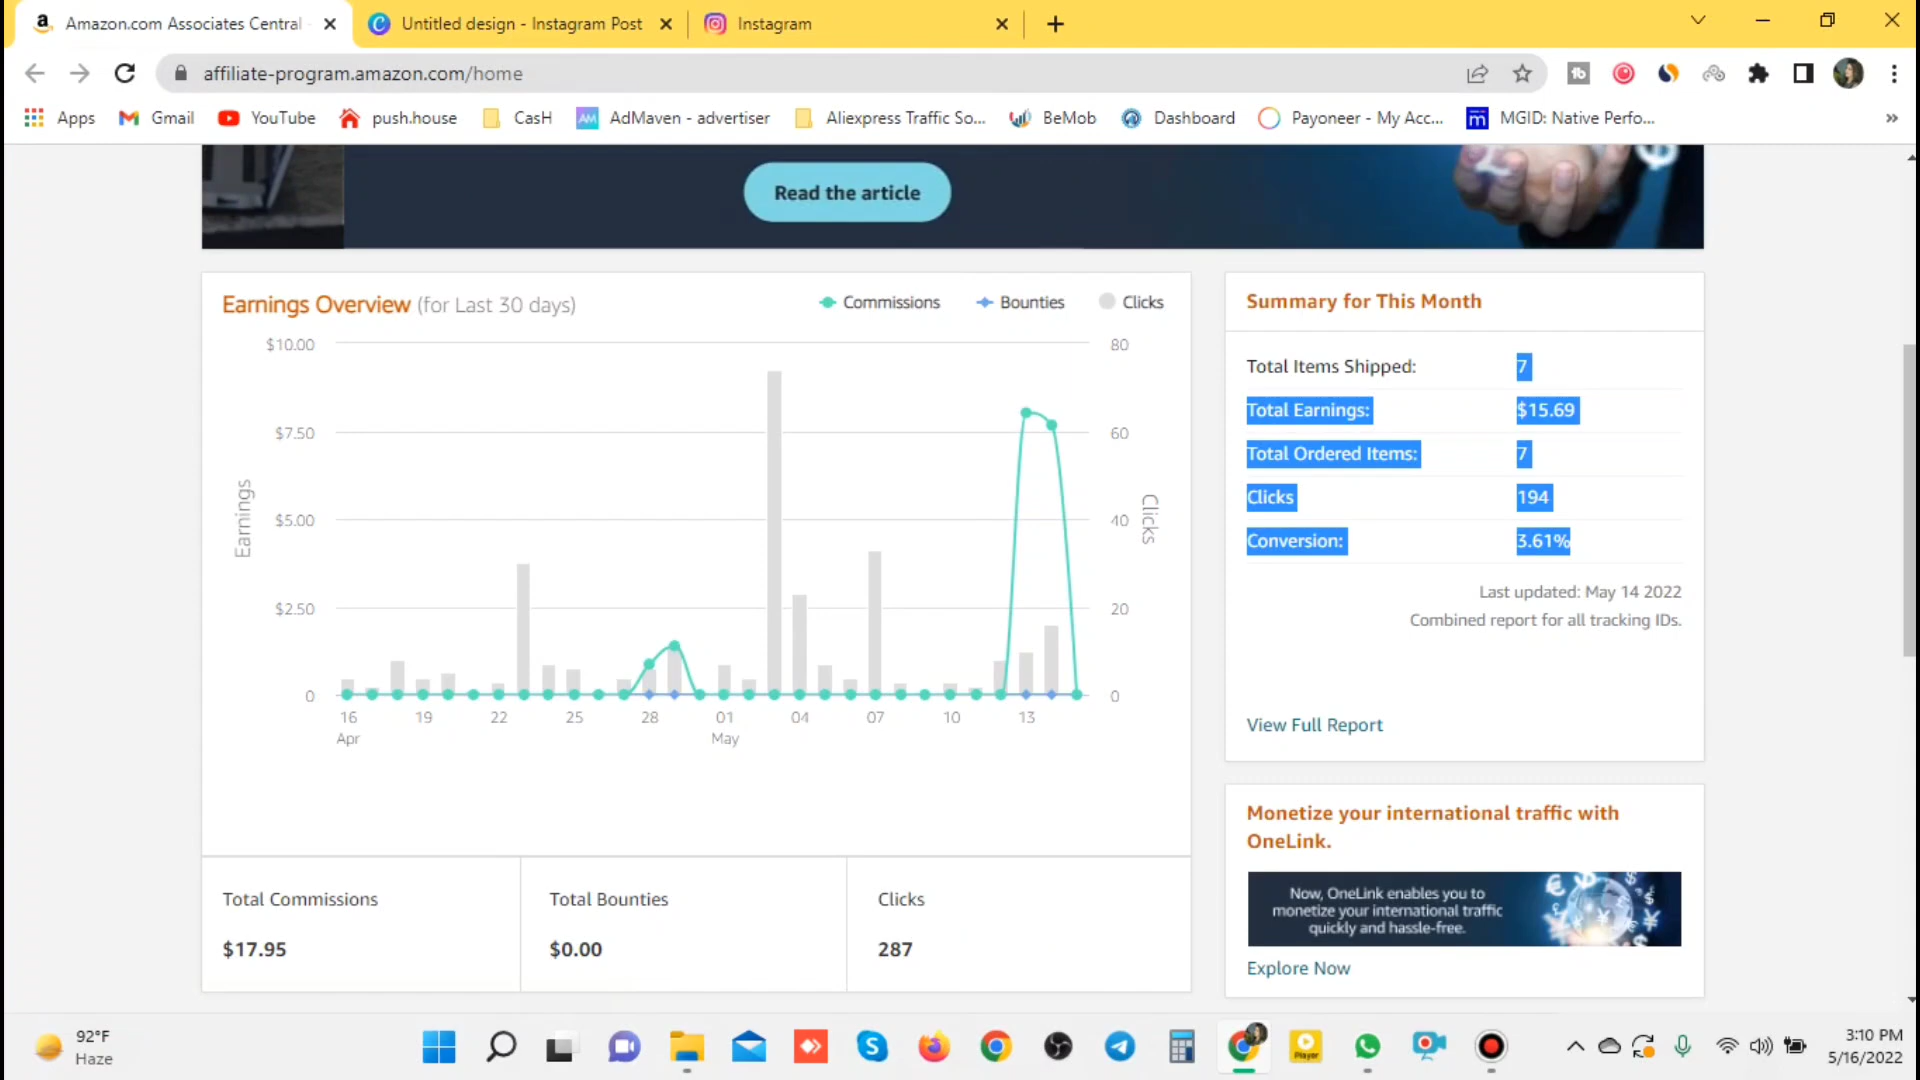 Amazon.com Associates Central
Untitled design - Instagram Post
Instagram
affiliate-program.amazon.com/home
Apps
Gmail
YouTube
push.house
CasH
AdMaven - advertiser
Aliexpress Traffic So...
BeMob
Dashboard
Payoneer - My Acc...
MGID: Native Perfo...
»
Read the article
Earnings Overview (for Last 30 days)
Commissions
Bounties
Clicks
$10.00
$7.50
$5.00
$2.50
0
Earnings
80
60
40
20
0
Clicks
16 19 22 25 28 01 04 07 10 13
Apr May
Total Commissions
$17.95
Total Bounties
$0.00
Clicks
287
Summary for This Month
Total Items Shipped: 7
Total Earnings: $15.69
Total Ordered Items: 7
Clicks 194
Conversion: 3.61%
Last updated: May 14 2022
Combined report for all tracking IDs.
View Full Report
Monetize your international traffic with
OneLink.
Now, OneLink enables you to
monetize your international traffic
quickly and hassle-free.
Explore Now
92°F
Haze
Player
3:10 PM
5/16/2022